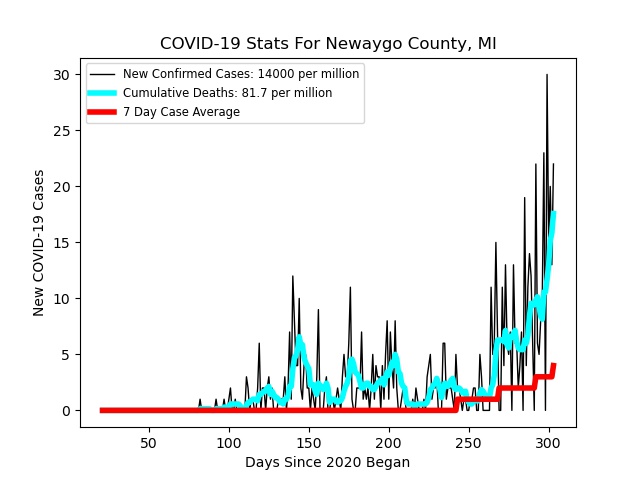 COVID-19 Stats For Newaygo County, MI
New Confirmed Cases: 14000 per million
Cumulative Deaths: 81.7 per million
7 Day Case Average
New COVID-19 Cases
30
25
20
15
10
5
0
50 100 150 200 250 300
Days Since 2020 Began